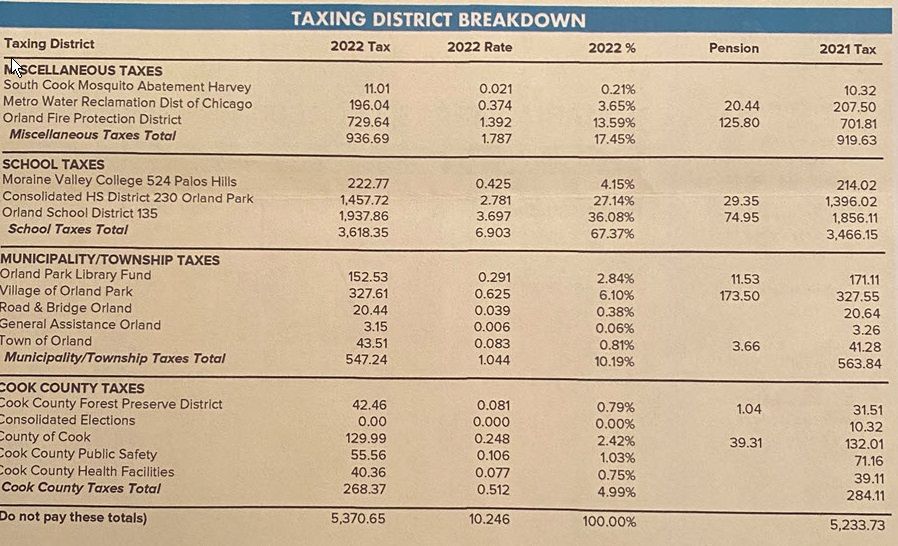 TAXING DISTRICT BREAKDOWN
Taxing District 2022 Tax 2022 Rate 2022 % Pension 2021 Tax
MISCELLANEOUS TAXES
South Cook Mosquito Abatement Harvey 11.01 0.021 0.21% 10.32
Metro Water Reclamation Dist of Chicago 196.04 0.374 3.65% 20.44 207.50
Orland Fire Protection District 729.64 1.392 13.59% 125.80 701.81
Miscellaneous Taxes Total 936.69 1.787 17.45% 919.63
SCHOOL TAXES
Moraine Valley College 524 Palos Hills 222.77 0.425 4.15% 214.02
Consolidated HS District 230 Orland Park 1,457.72 2.781 27.14% 29.35 1,396.02
Orland School District 135 1,937.86 3.697 36.08% 74.95 1,856.11
School Taxes Total 3,618.35 6.903 67.37% 3,466.15
MUNICIPALITY/TOWNSHIP TAXES
Orland Park Library Fund 152.53 0.291 2.84% 11.53 171.11
Village of Orland Park 327.61 0.625 6.10% 173.50 327.55
Road & Bridge Orland 20.44 0.039 0.38% 20.64
General Assistance Orland 3.15 0.006 0.06% 3.26
Town of Orland 43.51 0.083 0.81% 3.66 41.28
Municipality/Township Taxes Total 547.24 1.044 10.19% 563.84
COOK COUNTY TAXES
Cook County Forest Preserve District 42.46 0.081 0.79% 1.04 31.51
Consolidated Elections 0.00 0.000 0.00% 10.32
County of Cook 129.99 0.248 2.42% 39.31 132.01
Cook County Public Safety 55.56 0.106 1.03% 71.16
Cook County Health Facilities 40.36 0.077 0.75% 39.11
Cook County Taxes Total 268.37 0.512 4.99% 284.11
Do not pay these totals) 5,370.65 10.246 100.00% 5,233.73